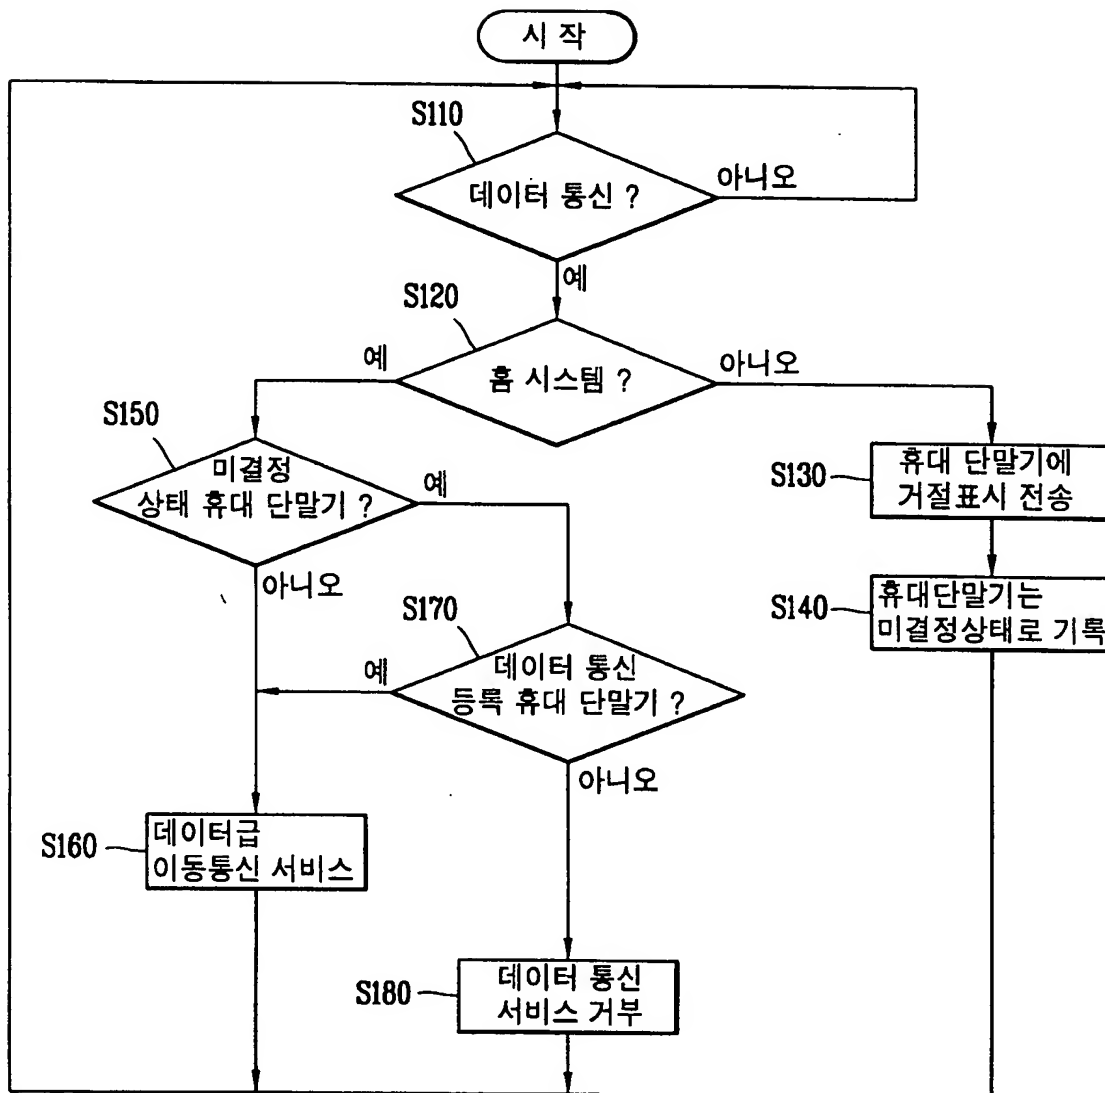 시 작
S110
데이터 통신 ?
아니오
예
S120
예
홈 시스템 ?
아니오
S150
미결정
상태 휴대 단말기 ?
예
아니오
S130
휴대 단말기에
거절표시 전송
S140
휴대단말기는
미결정상태로 기록
S170
예
데이터 통신
등록 휴대 단말기 ?
아니오
S160
데이터급
이동통신 서비스
S180
데이터 통신
서비스 거부